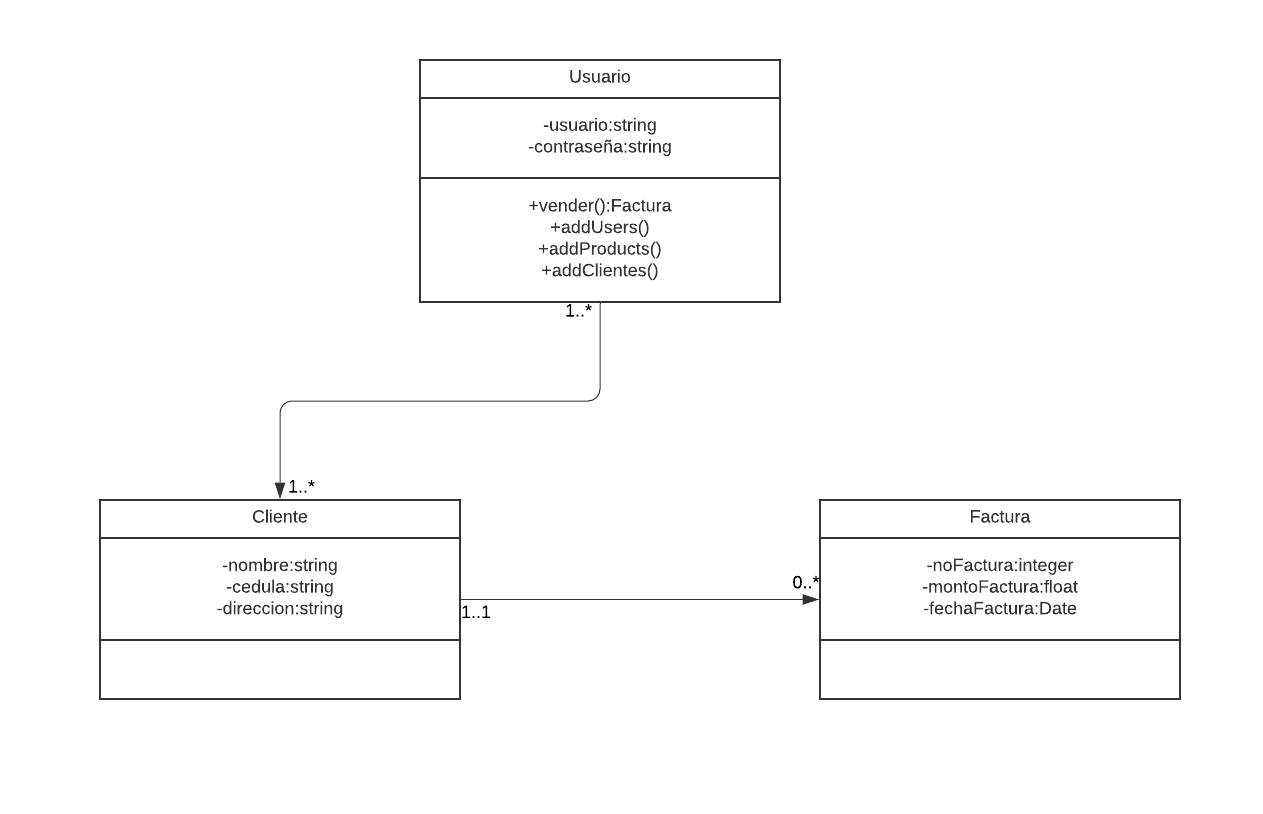 Usuario
-usuario:string
-contraseña:string
+vender():Factura
+addUsers()
+addProducts()
+addClientes()
1..*
1..*
Cliente
-nombre:string
-cedula:string
-direccion:string
1..1
0..*
Factura
-noFactura:integer
-montoFactura:float
-fechaFactura:Date